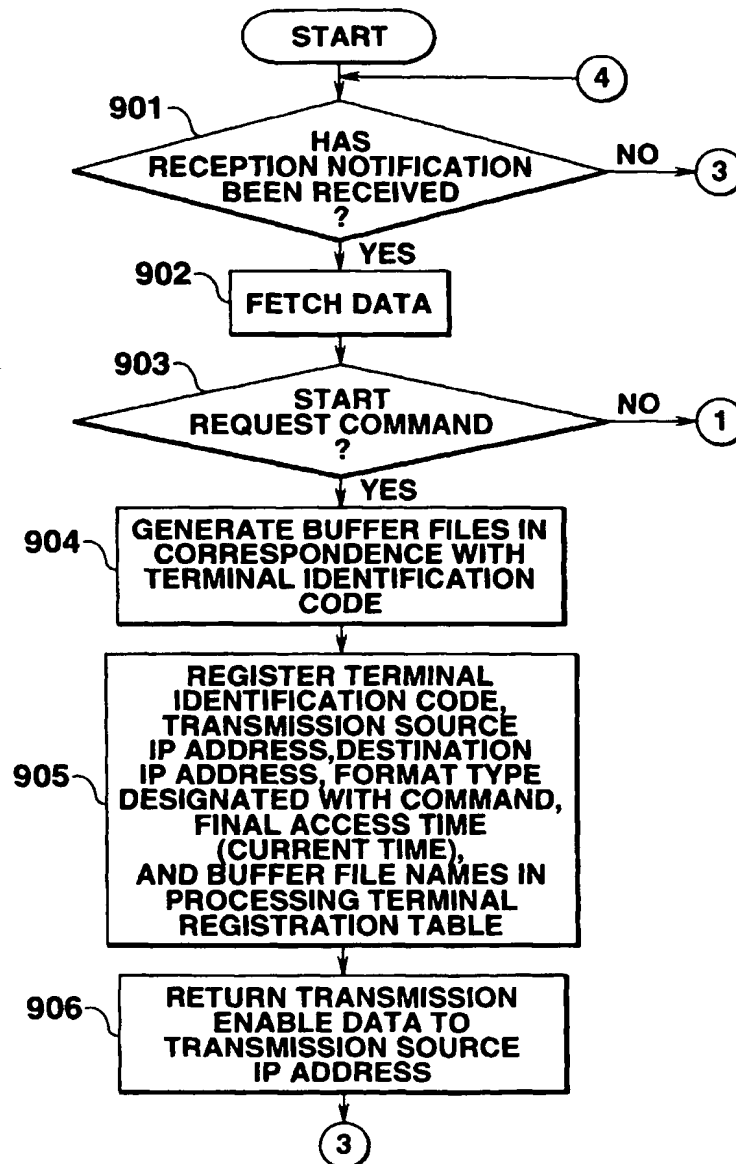 START
4
901
HAS
RECEPTION NOTIFICATION
BEEN RECEIVED
?
NO
3
YES
902
FETCH DATA
903
START
REQUEST COMMAND
?
NO
1
YES
904
GENERATE BUFFER FILES IN
CORRESPONDENCE WITH
TERMINAL IDENTIFICATION
CODE
905
REGISTER TERMINAL
IDENTIFICATION CODE,
TRANSMISSION SOURCE
IP ADDRESS,DESTINATION
IP ADDRESS, FORMAT TYPE
DESIGNATED WITH COMMAND,
FINAL ACCESS TIME
(CURRENT TIME),
AND BUFFER FILE NAMES IN
PROCESSING TERMINAL
REGISTRATION TABLE
906
RETURN TRANSMISSION
ENABLE DATA TO
TRANSMISSION SOURCE
IP ADDRESS
3